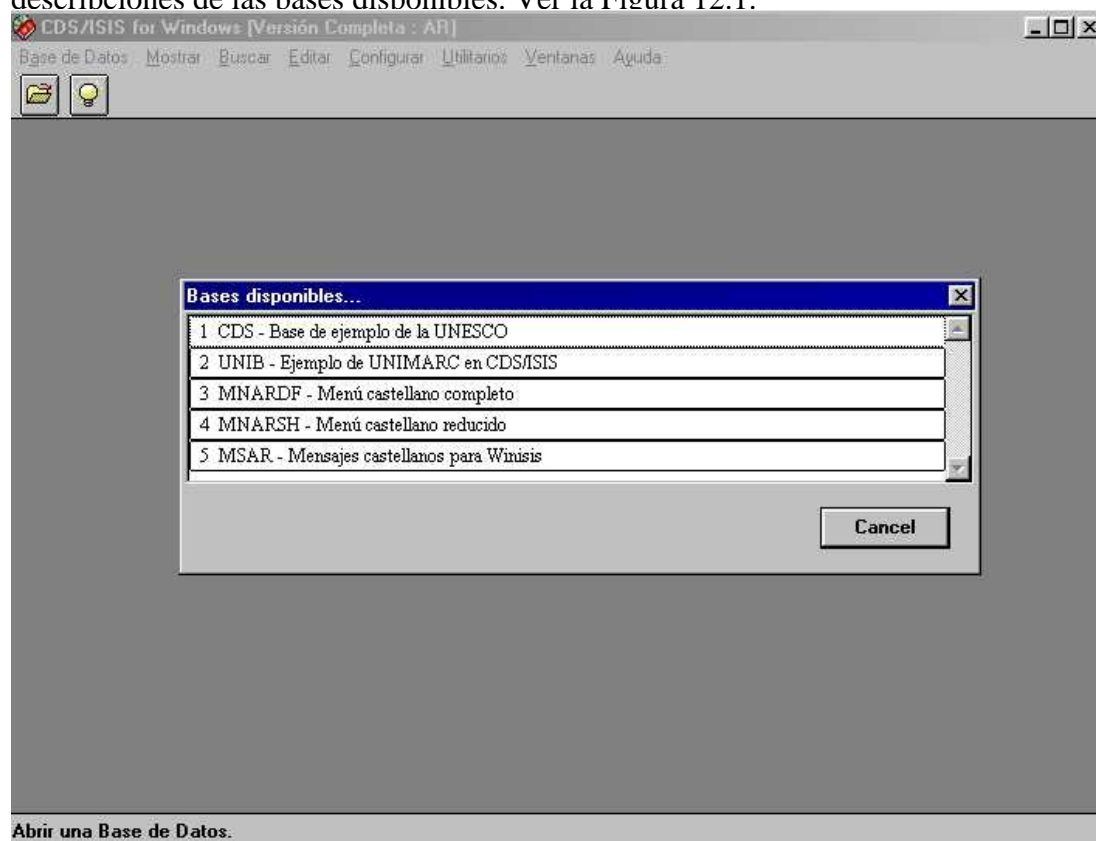 descripciones de las bases disponibles. Ver la Figura 12.1.
CDS/ISIS for Windows [Versión Completa : AR]
Base de Datos Mostrar Buscar Editar Configurar Utilitarios Ventanas Ayuda
Bases disponibles...
1 CDS - Base de ejemplo de la UNESCO
2 UNIB - Ejemplo de UNIMARC en CDS/ISIS
3 MNARDF - Menú castellano completo
4 MNARSH - Menú castellano reducido
5 MSAR - Mensajes castellanos para Winisis
Cancel
Abrir una Base de Datos.